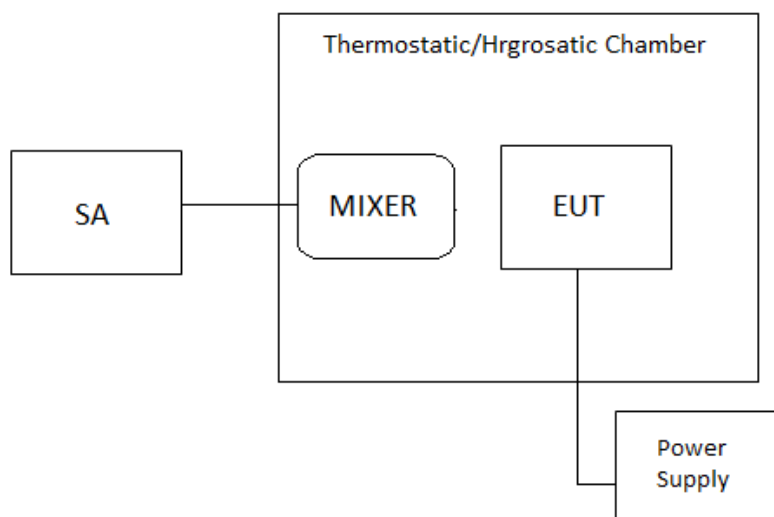 Thermostatic/Hrgrosatic Chamber
SA
MIXER
EUT
Power
Supply